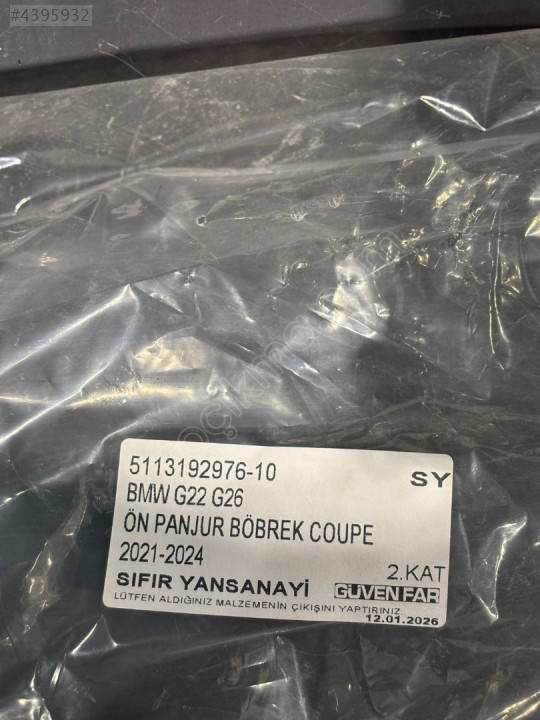 #4395932
5113192976-10
SY
BMW G22 G26
ÖN PANJUR BÖBREK COUPE
2021-2024
2.KAT
SIFIR YANSANAYİ
GÜVEN FAR
LÜTFEN ALDIĞINIZ MALZEMENİN ÇIKIŞINI YAPTIRINIZ
12.01.2026